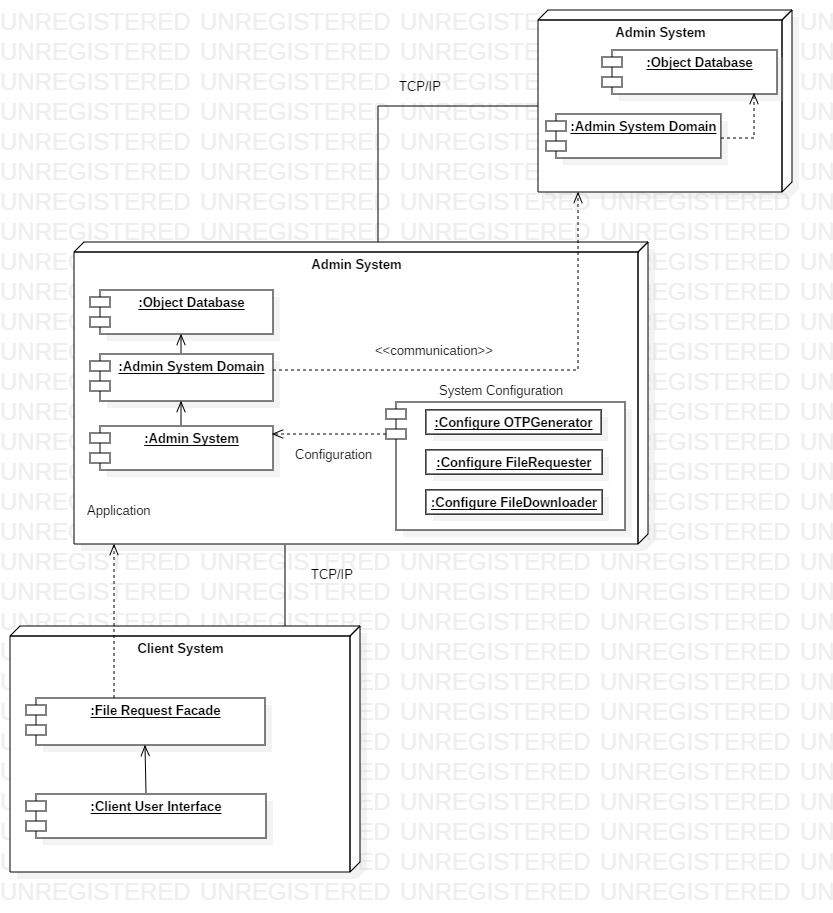 Admin System
:Object Database
TCP/IP
:Admin System Domain
Admin System
:Object Database
<<communication>>
:Admin System Domain
System Configuration
:Configure OTPGenerator
:Admin System
Configuration
:Configure FileRequester
:Configure FileDownloader
Application
TCP/IP
Client System
:File Request Facade
:Client User Interface
UNREGISTERED